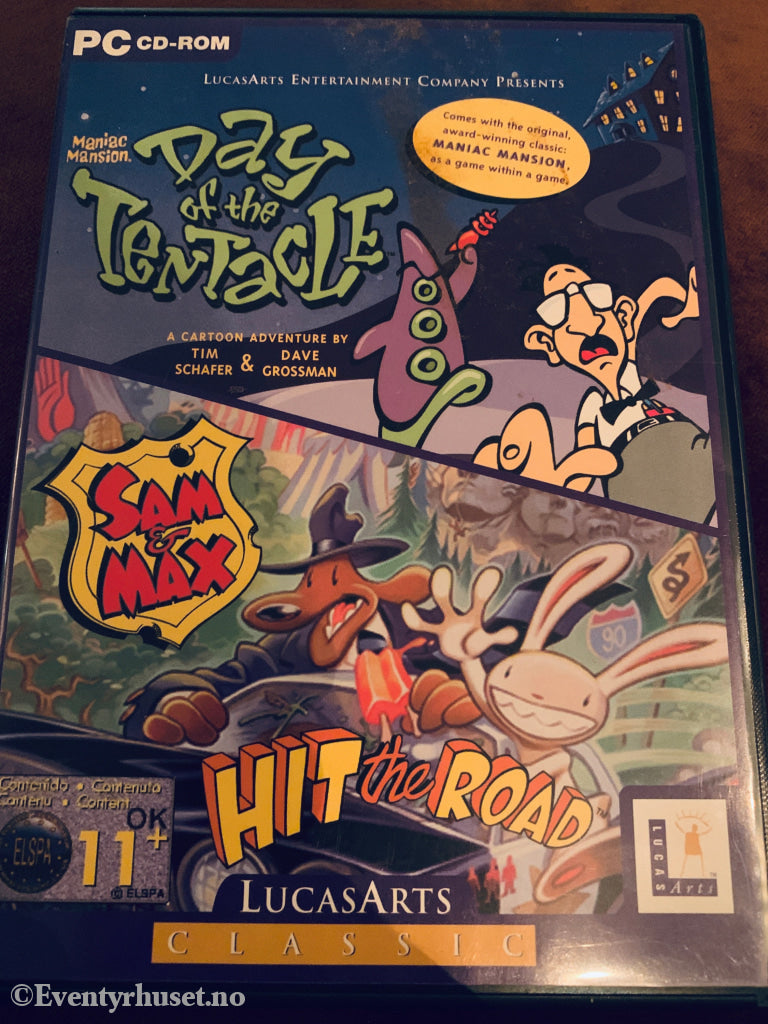 PC CD-ROM
LucasArts Entertainment Company Presents
Maniac
Mansion.
Day
of the
Tentacle
Comes with the original,
award-winning classic:
MANIAC MANSION,
as a game within a game.
A CARTOON ADVENTURE BY
TIM SCHAFER & DAVE GROSSMAN
SAM
&
MAX
90
HIT the ROAD™
Contenido • Contenuto
Contenu • Content
OK
ELSPA
11+
© ELSPA
LUCAS
Arts
LucasArts
CLASSIC
©Eventyrhuset.no